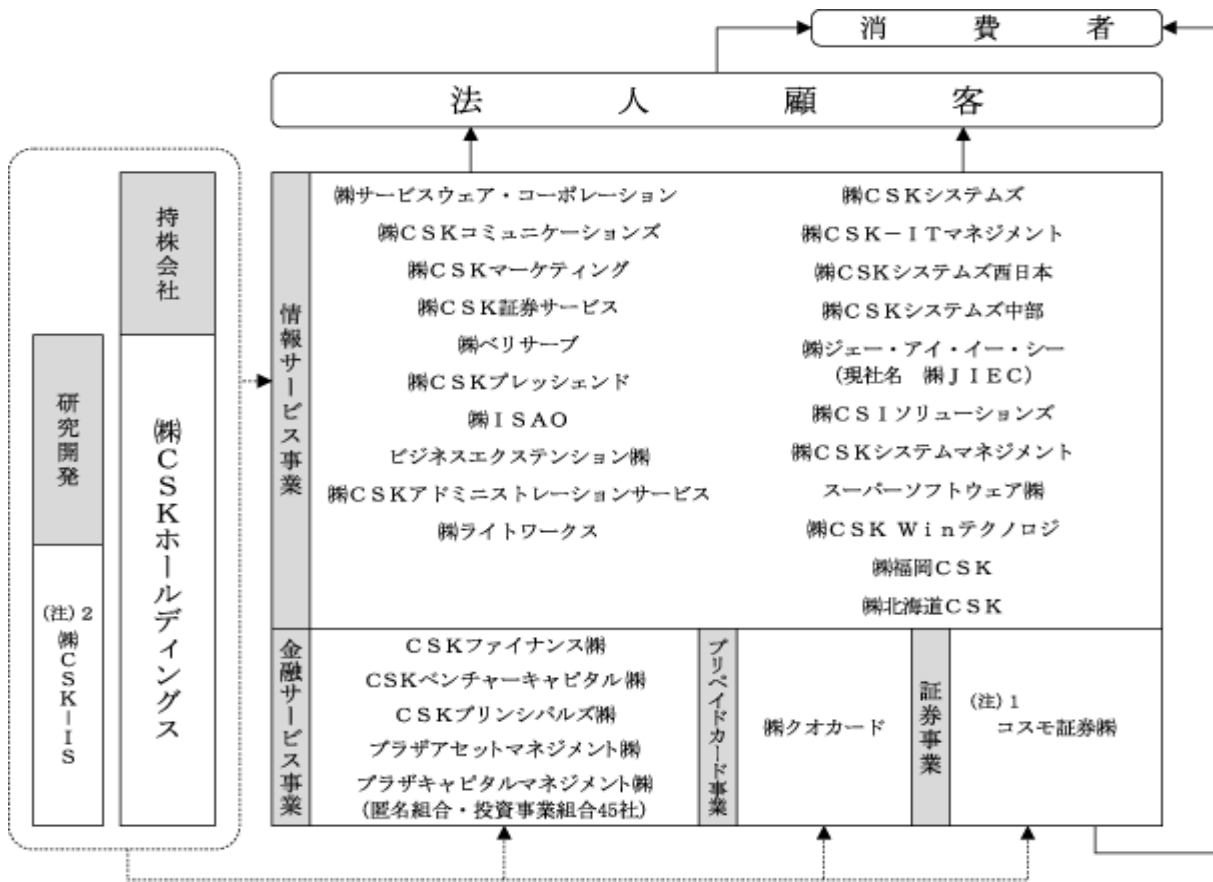 消費者
法人顧客
持株会社
㈱CSKホールディングス
研究開発
(注)2
㈱CSK－IS
情報サービス事業
㈱サービスウェア・コーポレーション
㈱CSKコミュニケーションズ
㈱CSKマーケティング
㈱CSK証券サービス
㈱ベリサーブ
㈱CSKプレッシェンド
㈱ISAO
ビジネスエクステンション㈱
㈱CSKアドミニストレーションサービス
㈱ライトワークス
㈱CSKシステムズ
㈱CSK－ITマネジメント
㈱CSKシステムズ西日本
㈱CSKシステムズ中部
㈱ジェー・アイ・イー・シー
(現社名　㈱JIEC)
㈱CSIソリューションズ
㈱CSKシステムマネジメント
スーパーソフトウェア㈱
㈱CSK Winテクノロジ
㈱福岡CSK
㈱北海道CSK
金融サービス事業
CSKファイナンス㈱
CSKベンチャーキャピタル㈱
CSKプリンシパルズ㈱
プラザアセットマネジメント㈱
プラザキャピタルマネジメント㈱
(匿名組合・投資事業組合45社)
プリペイドカード事業
㈱クオカード
証券事業
(注)1
コスモ証券㈱